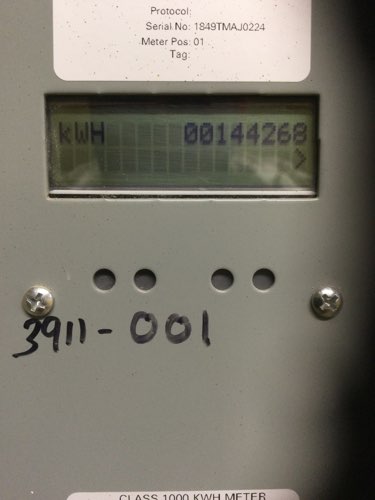 Protocol:
Serial No: 1849TMAJ0224
Meter Pos: 01
Tag:
kWH 00144268
>
3911-001
CLASS 1000 KWH METER